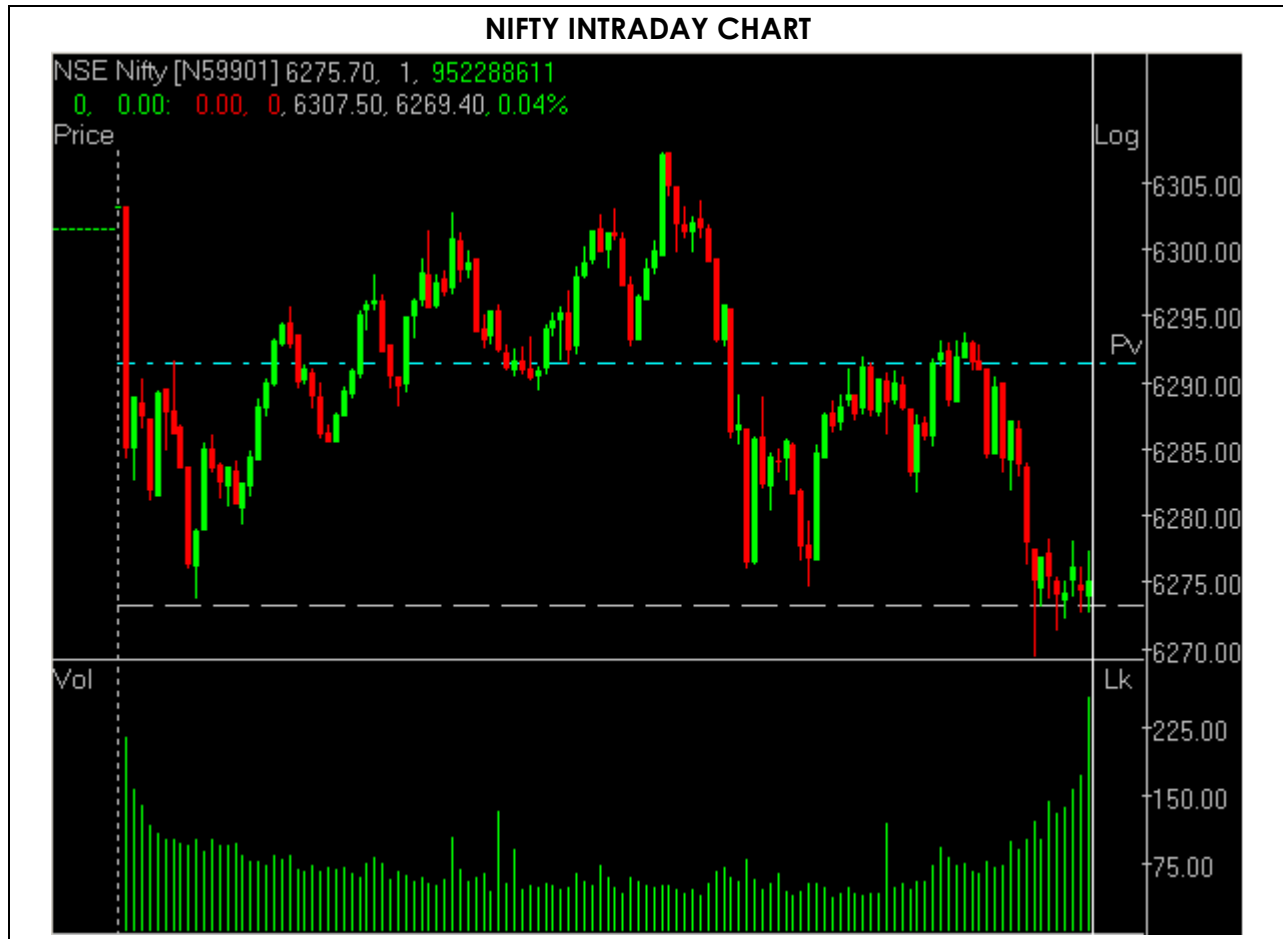 NIFTY INTRADAY CHART
NSE Nifty [N59901] 6275.70, 1, 952288611
0, 0.00: 0.00, 0, 6307.50, 6269.40, 0.04%
Price
Log
6305.00
6300.00
6295.00
Pv
6290.00
6285.00
6280.00
6275.00
6270.00
Vol
Lk
225.00
150.00
75.00